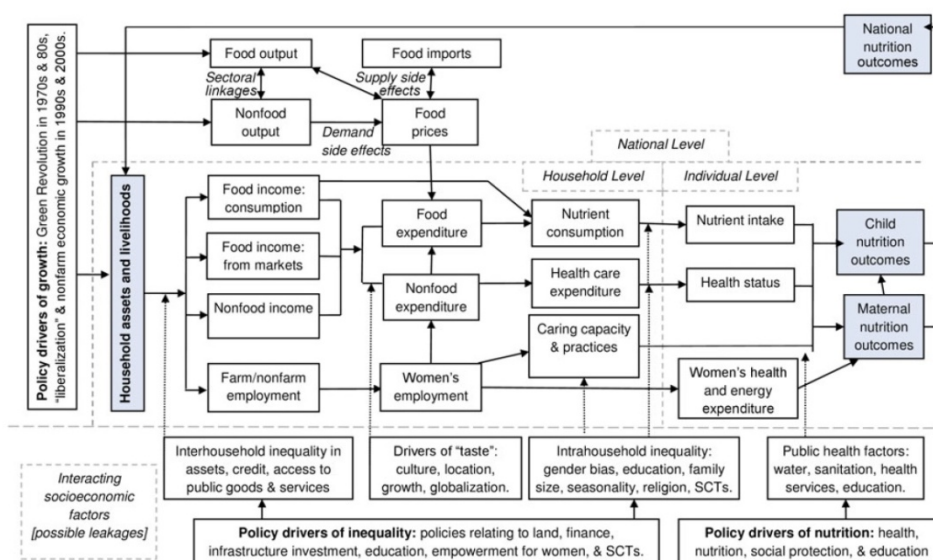 National
nutrition
outcomes
Food output
Food imports
Sectoral
linkages
Supply side
effects
Nonfood
output
Demand
side effects
Food
prices
National Level
Household Level
Individual Level
Policy drivers of growth: Green Revolution in 1970s & 80s,
"liberalization" & nonfarm economic growth in 1990s & 2000s.
Household assets and livelihoods
Food income:
consumption
Food income:
from markets
Nonfood income
Farm/nonfarm
employment
Food
expenditure
Nonfood
expenditure
Women's
employment
Nutrient
consumption
Health care
expenditure
Caring capacity
& practices
Nutrient intake
Health status
Women's health
and energy
expenditure
Child
nutrition
outcomes
Maternal
nutrition
outcomes
Interacting
socioeconomic
factors
[possible leakages]
Interhousehold inequality in
assets, credit, access to
public goods & services
Drivers of "taste":
culture, location,
growth, globalization.
Intrahousehold inequality:
gender bias, education, family
size, seasonality, religion, SCTs.
Public health factors:
water, sanitation, health
services, education.
Policy drivers of inequality: policies relating to land, finance,
infrastructure investment, education, empowerment for women, & SCTs.
Policy drivers of nutrition: health,
nutrition, social protection, & education